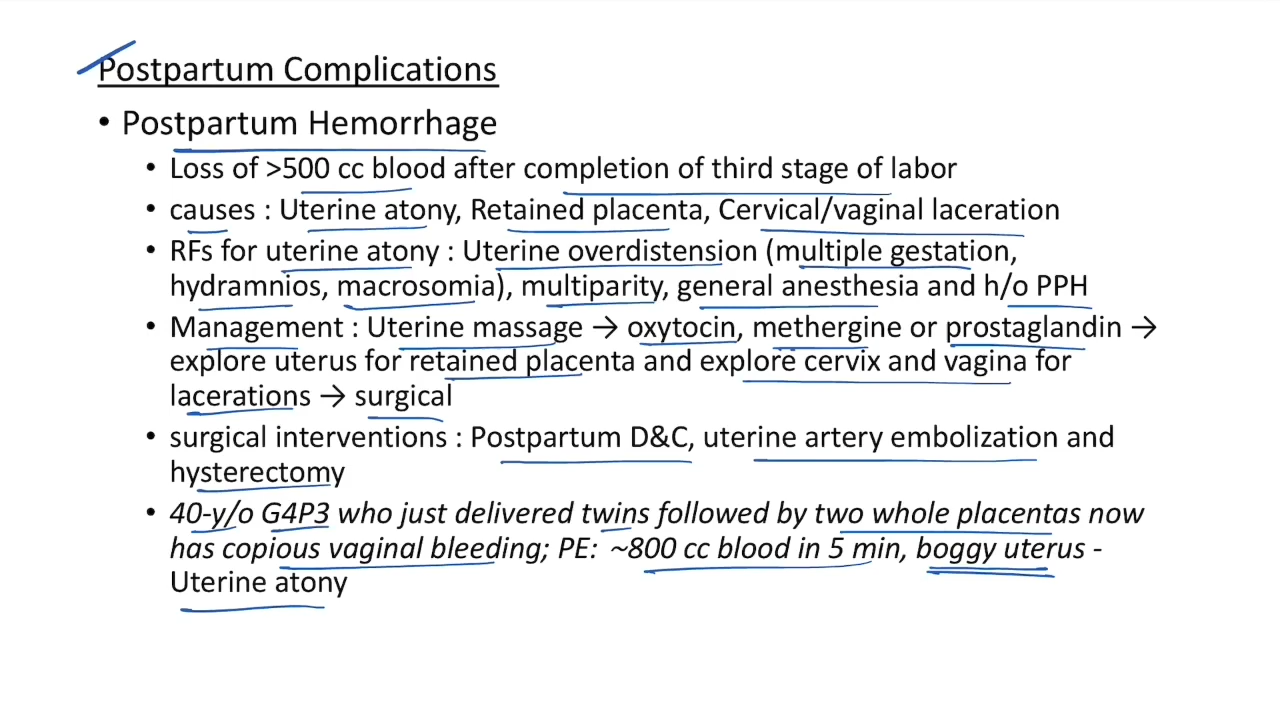 Postpartum Complications
• Postpartum Hemorrhage
• Loss of >500 cc blood after completion of third stage of labor
• causes : Uterine atony, Retained placenta, Cervical/vaginal laceration
• RFs for uterine atony : Uterine overdistension (multiple gestation,
hydramnios, macrosomia), multiparity, general anesthesia and h/o PPH
• Management : Uterine massage → oxytocin, methergine or prostaglandin →
explore uterus for retained placenta and explore cervix and vagina for
lacerations → surgical
• surgical interventions : Postpartum D&C, uterine artery embolization and
hysterectomy
• 40-y/o G4P3 who just delivered twins followed by two whole placentas now
has copious vaginal bleeding; PE: ~800 cc blood in 5 min, boggy uterus -
Uterine atony